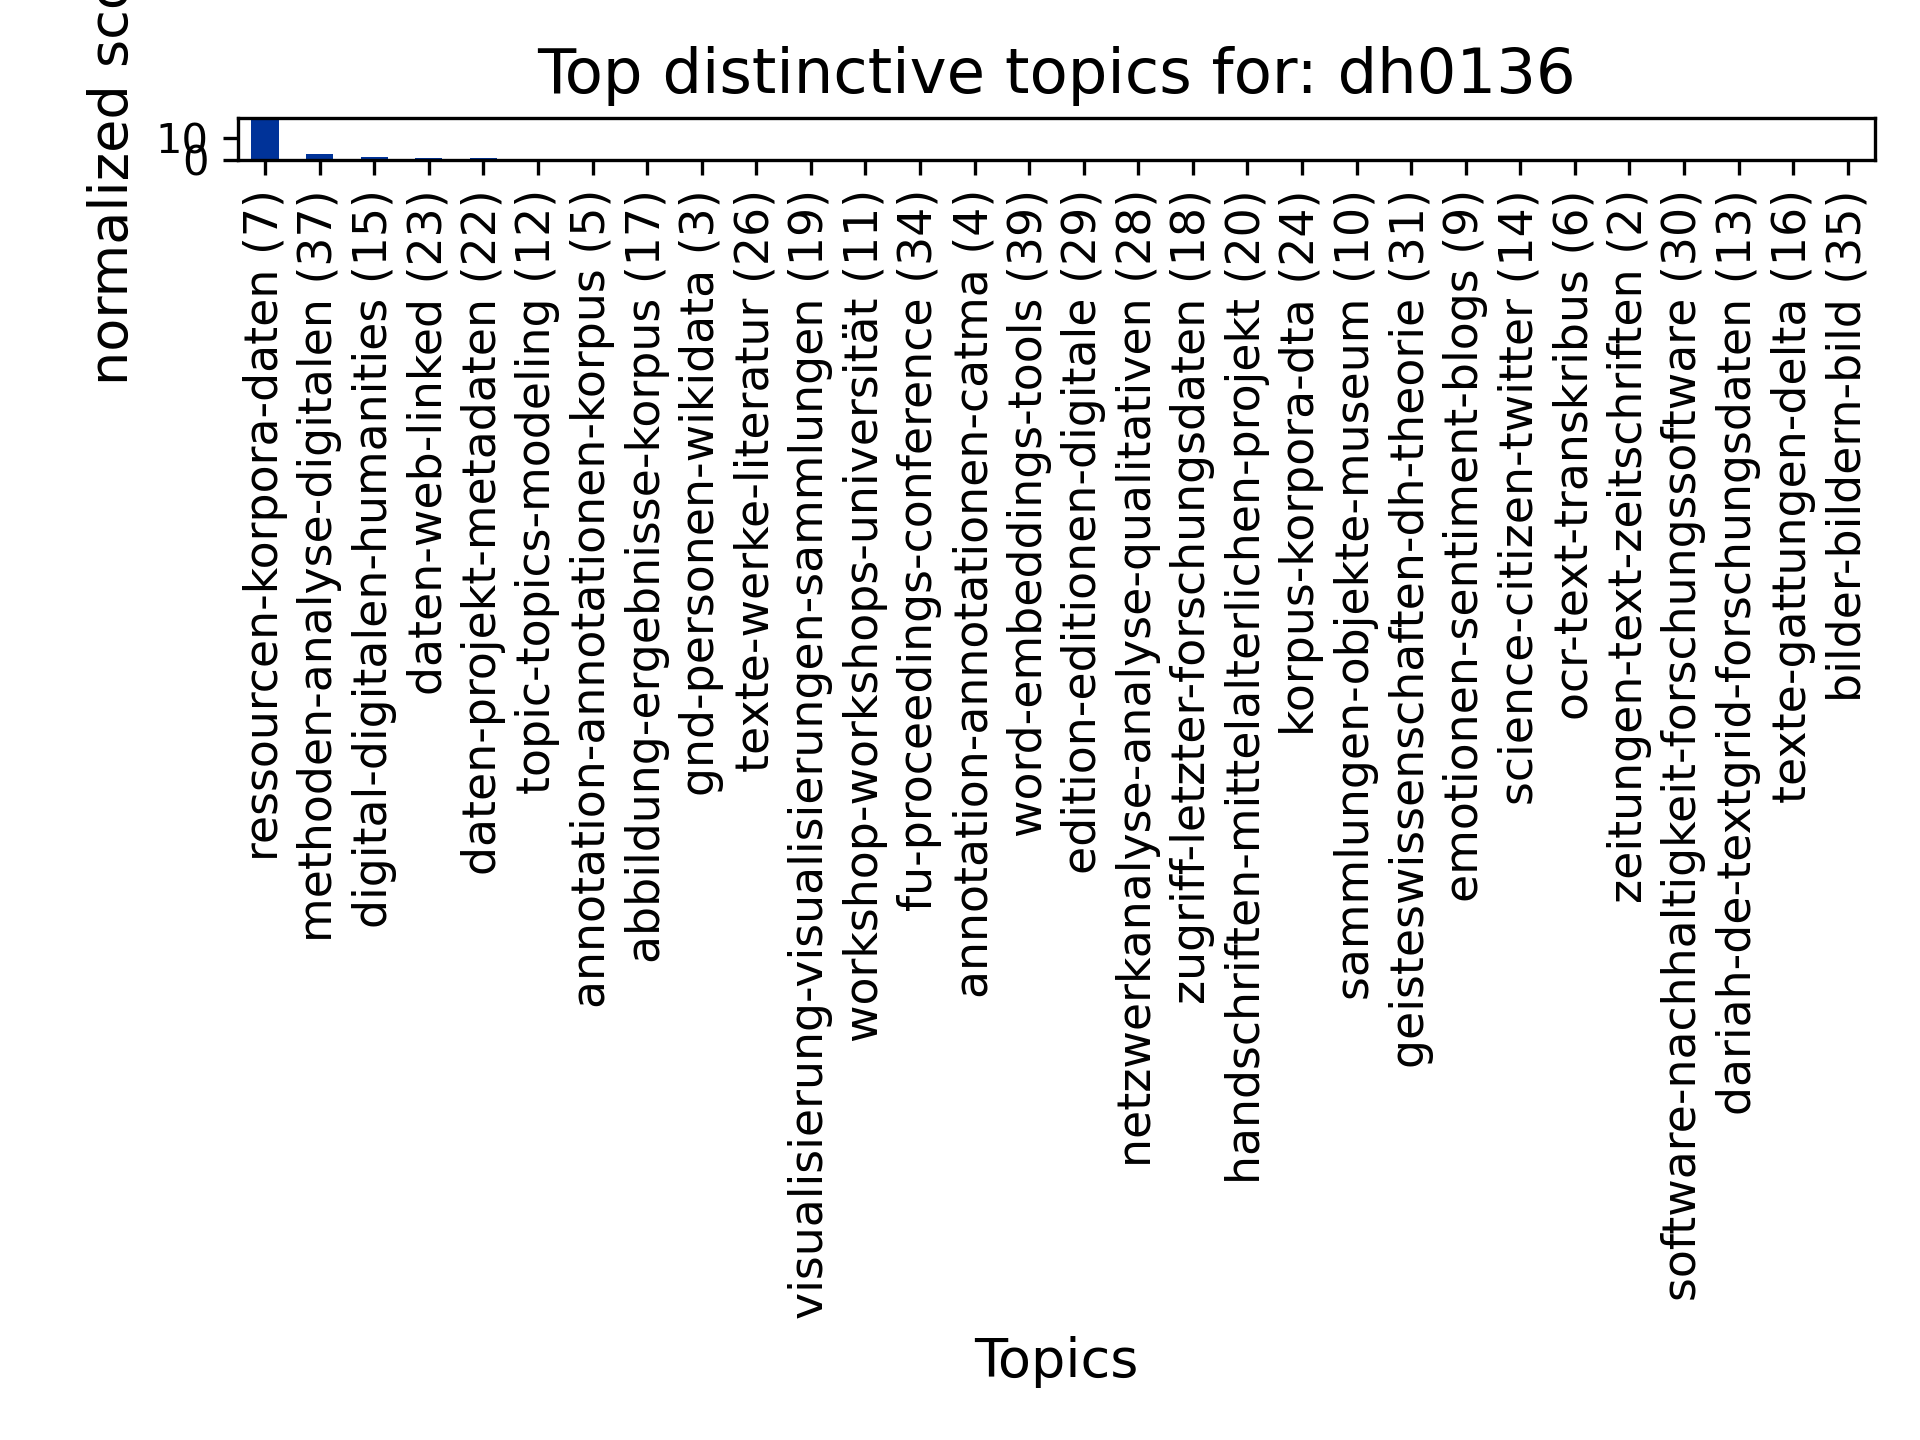 Top distinctive topics for: dh0136
normalized sco
10
0
ressourcen-korpora-daten (7)
methoden-analyse-digitalen (37)
digital-digitalen-humanities (15)
daten-web-linked (23)
daten-projekt-metadaten (22)
topic-topics-modeling (12)
annotation-annotationen-korpus (5)
abbildung-ergebnisse-korpus (17)
gnd-personen-wikidata (3)
texte-werke-literatur (26)
visualisierung-visualisierungen-sammlungen (19)
workshop-workshops-universität (11)
fu-proceedings-conference (34)
annotation-annotationen-catma (4)
word-embeddings-tools (39)
edition-editionen-digitale (29)
netzwerkanalyse-analyse-qualitativen (28)
zugriff-letzter-forschungsdaten (18)
handschriften-mittelalterlichen-projekt (20)
korpus-korpora-dta (24)
sammlungen-objekte-museum (10)
geisteswissenschaften-dh-theorie (31)
emotionen-sentiment-blogs (9)
science-citizen-twitter (14)
ocr-text-transkribus (6)
zeitungen-text-zeitschriften (2)
software-nachhaltigkeit-forschungssoftware (30)
dariah-de-textgrid-forschungsdaten (13)
texte-gattungen-delta (16)
bilder-bildern-bild (35)
Topics